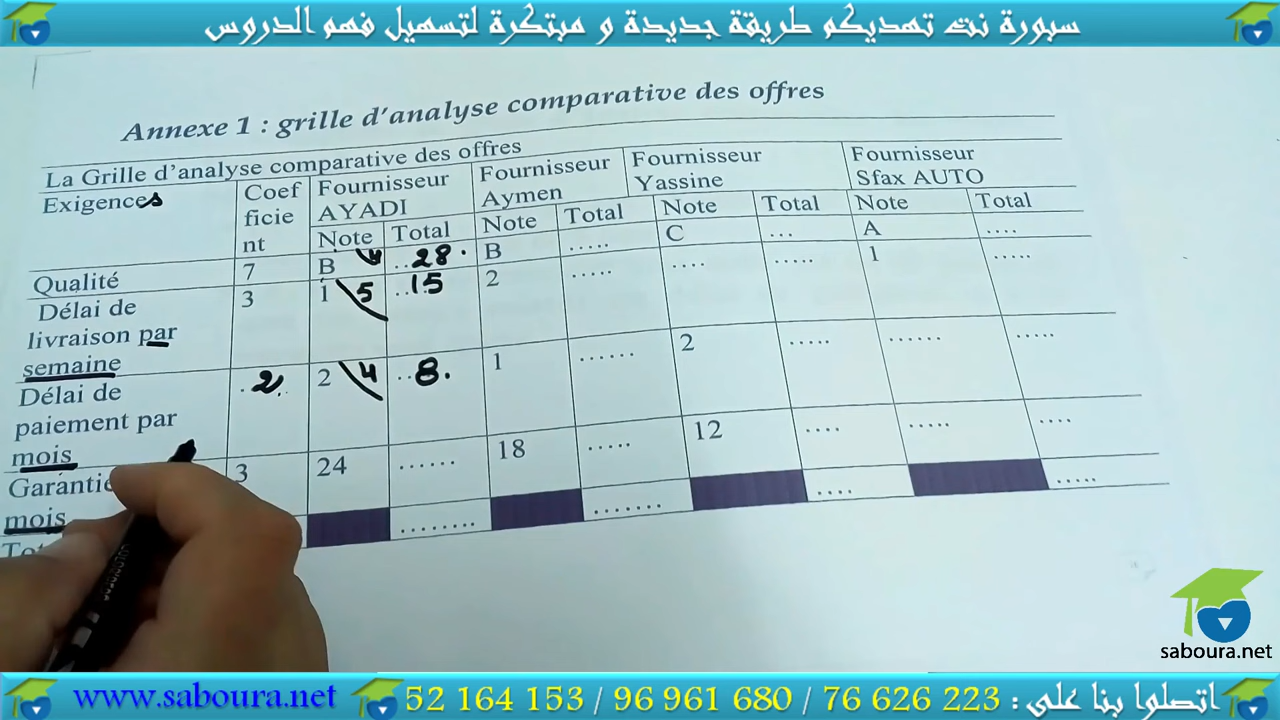 سبورة نت تهديكم طريقة جديدة و مبتكرة لتسهيل فهم الدروس
Annexe 1 : grille d'analyse comparative des offres
La Grille d'analyse comparative des offres
Exigences Coef ficie nt Fournisseur AYADI Fournisseur Aymen Fournisseur Yassine Fournisseur Sfax AUTO
Note Total Note Total Note Total Note Total
Qualité 7 B 4 ..28. B ..... C ... A ....
Délai de livraison par semaine 3 1 5 ..15 2 ..... .... ..... 1 .....
Délai de paiement par mois .2. 2 4 ..8. 1 ...... 2 ..... ...... .....
Garantie mois 3 24 ...... 18 ..... 12 .... ..... ....
........ ....... .... .....
saboura.net
www.saboura.net
اتصلوا بنا على : 52 164 153 / 96 961 680 / 76 626 223